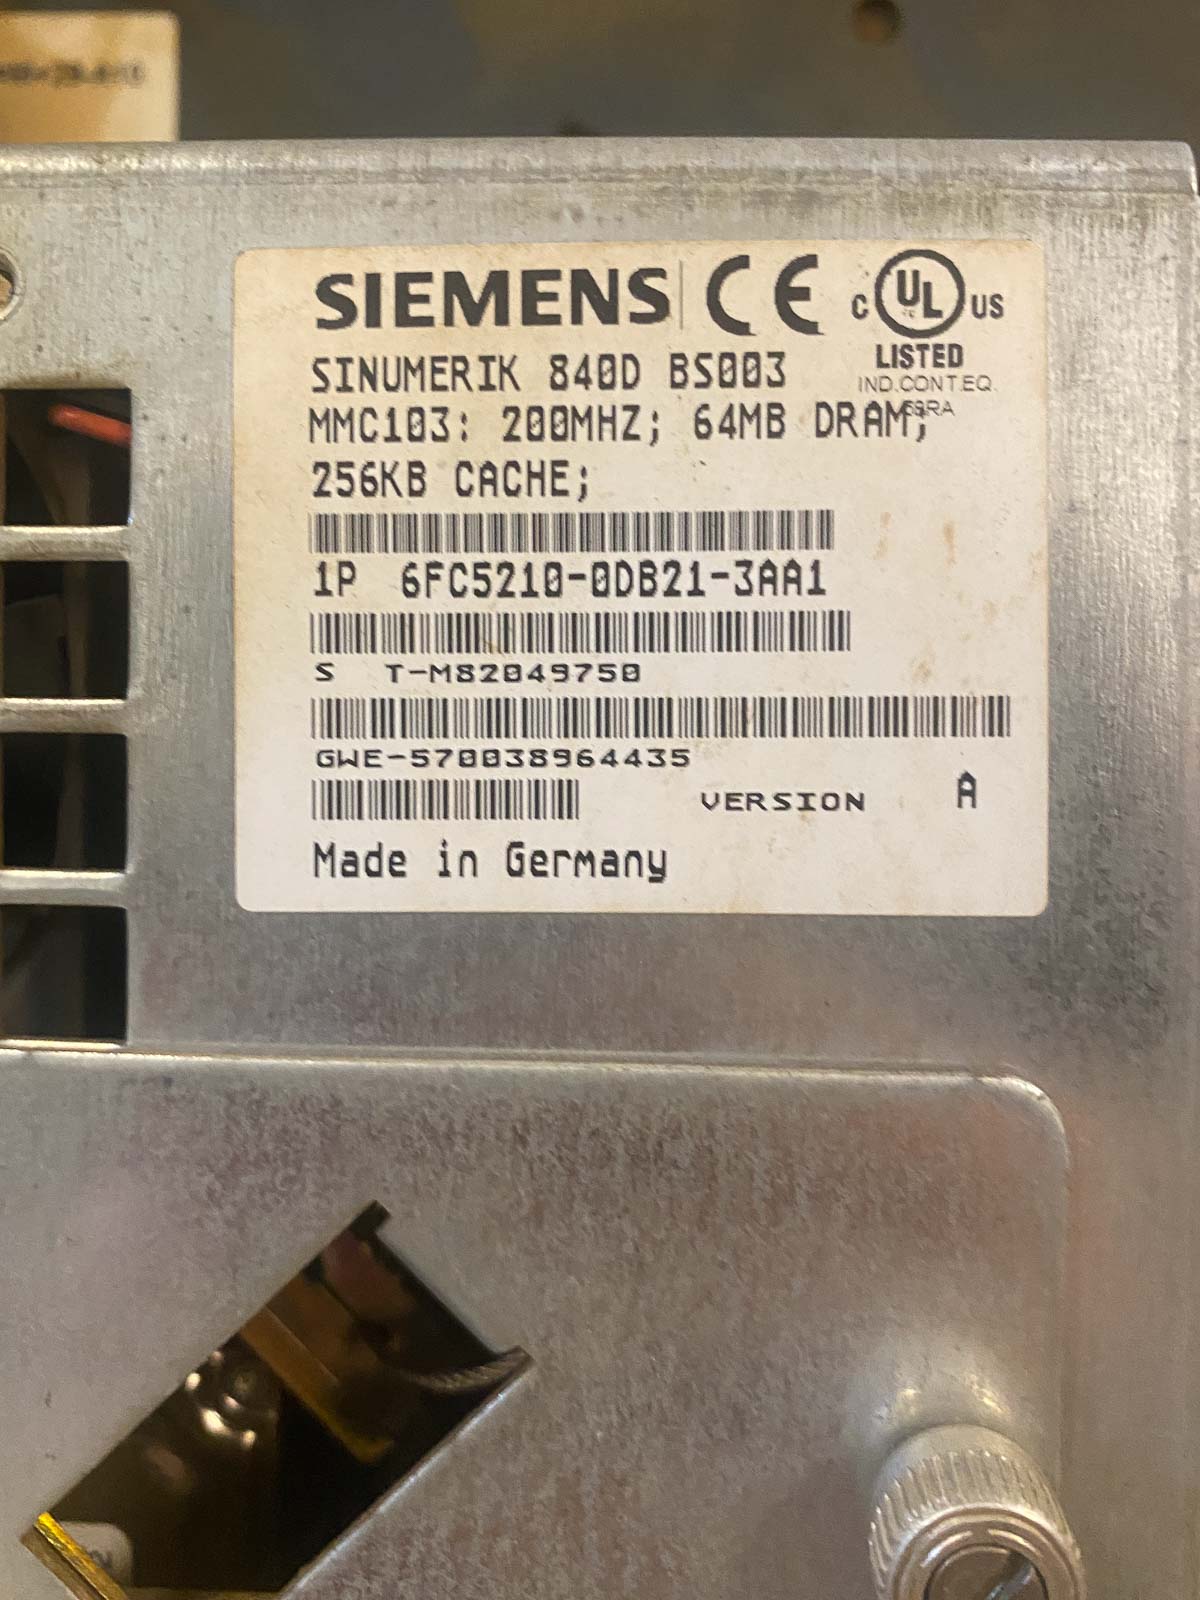 SIEMENS CE C UL US
LISTED
IND.CONT.EQ.
SINUMERIK 840D BS003
MMC103: 200MHZ; 64MB DRAM;
256KB CACHE;
1P 6FC5210-0DB21-3AA1
S T-M82049750
GWE-570038964435
VERSION A
Made in Germany